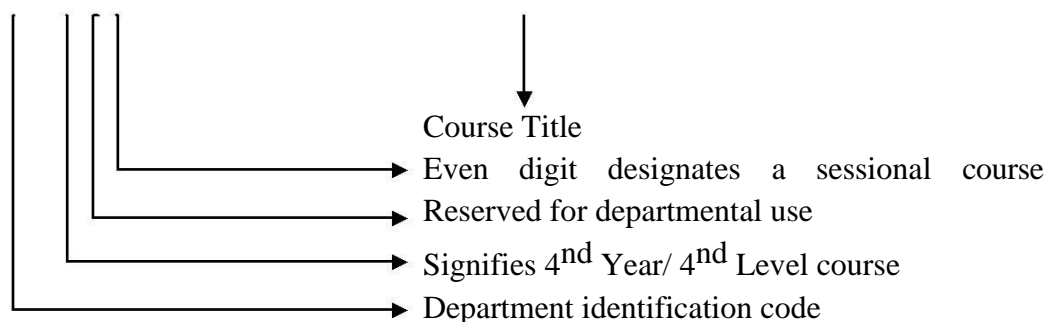 Course Title
Even digit designates a sessional course
Reserved for departmental use
Signifies 4nd Year/ 4nd Level course
Department identification code